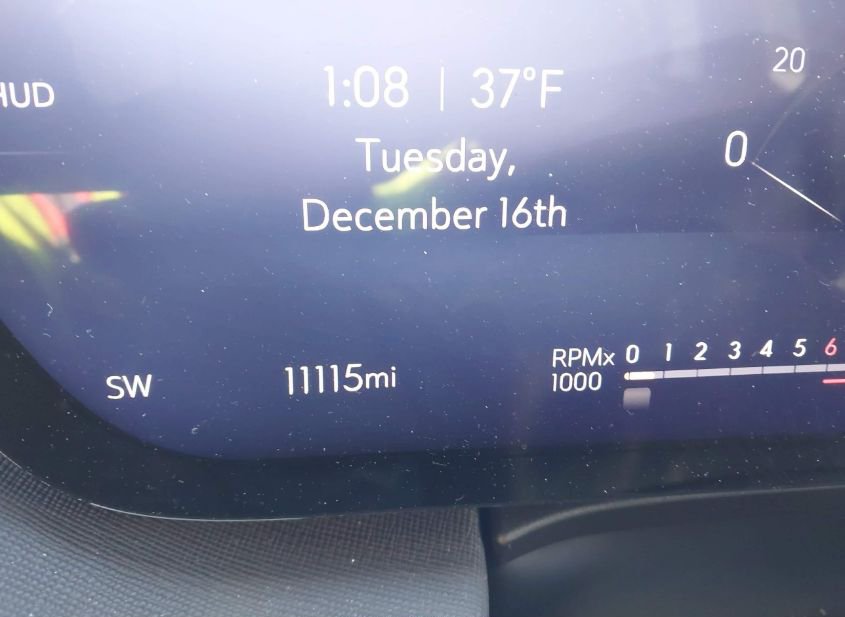 20
HUD
1:08 | 37°F
0
Tuesday,
December 16th
RPMx 0 1 2 3 4 5 6
1000
SW
11115mi